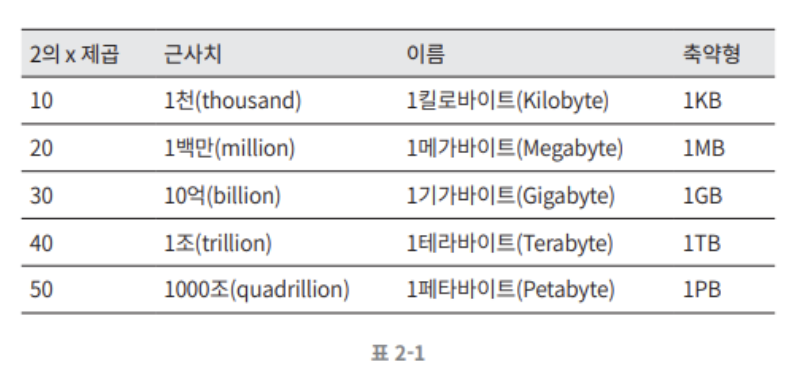 2의 x 제곱 근사치 이름 축약형
10 1천(thousand) 1킬로바이트(Kilobyte) 1KB
20 1백만(million) 1메가바이트(Megabyte) 1MB
30 10억(billion) 1기가바이트(Gigabyte) 1GB
40 1조(trillion) 1테라바이트(Terabyte) 1TB
50 1000조(quadrillion) 1페타바이트(Petabyte) 1PB
표 2-1